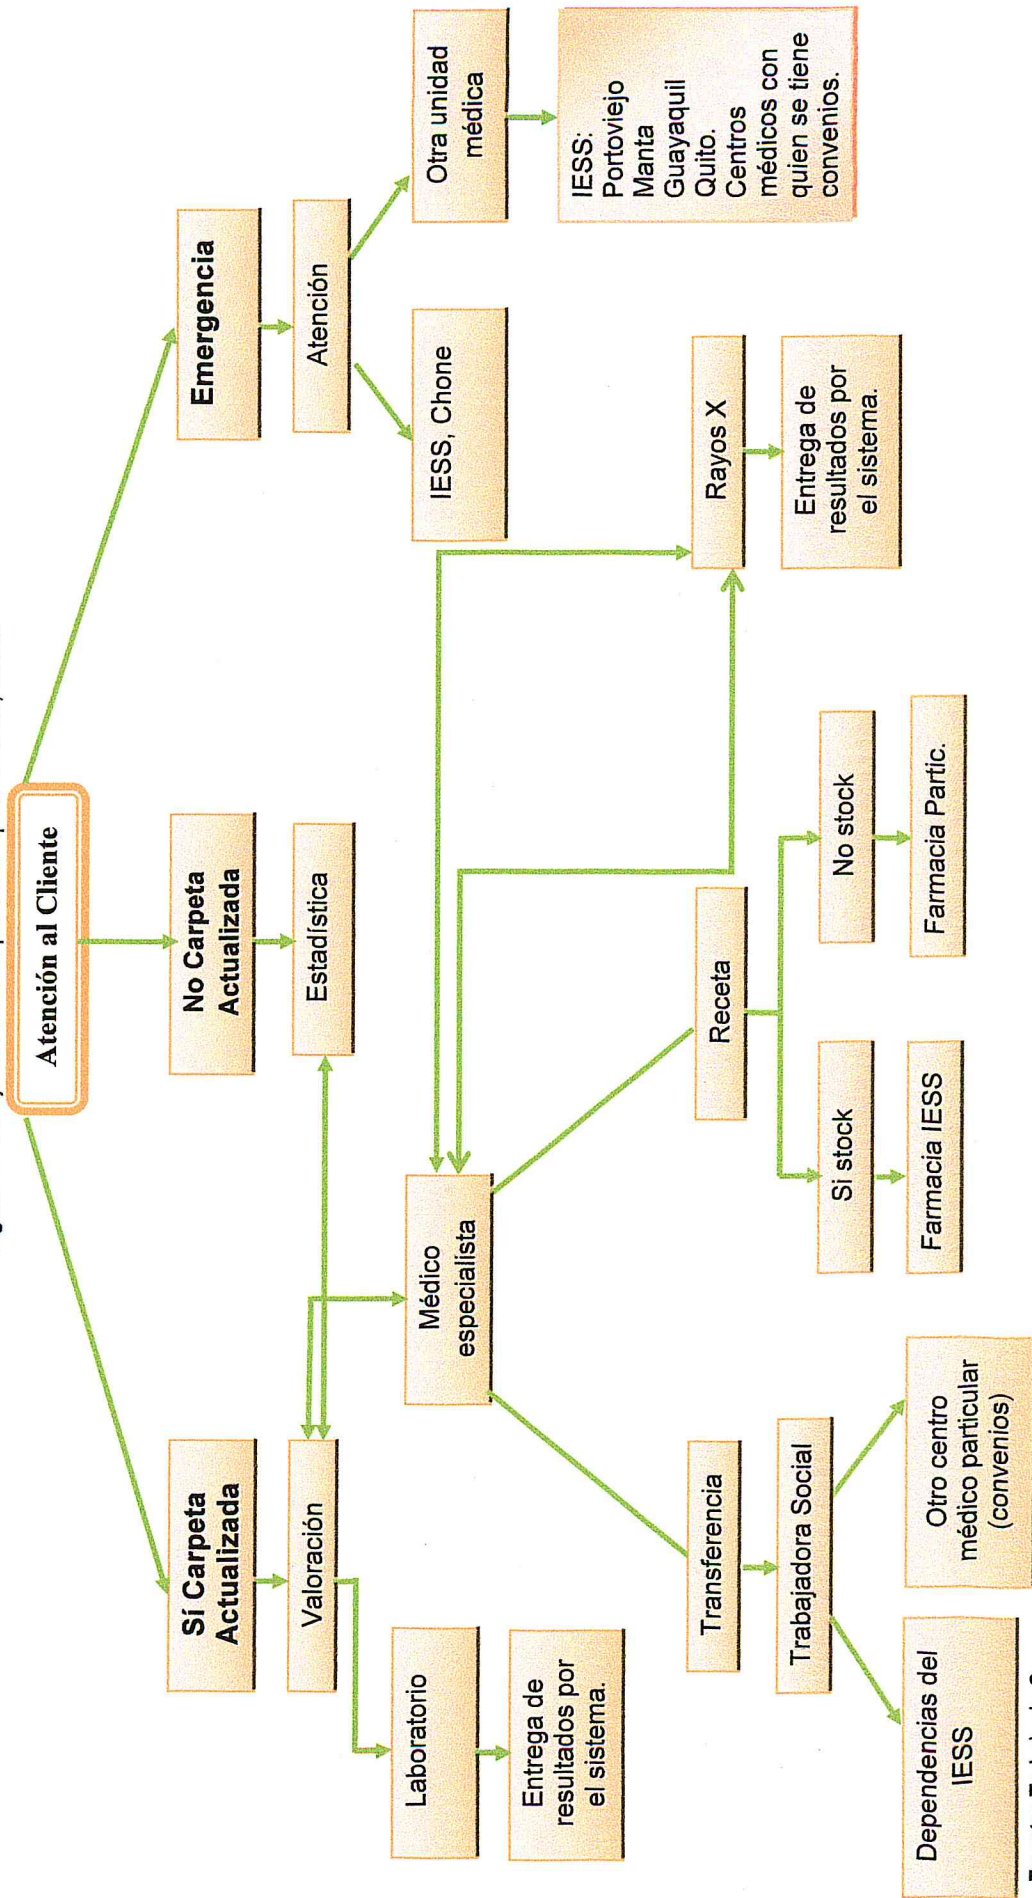 Atención al Cliente
Sí Carpeta
Actualizada
No Carpeta
Actualizada
Emergencia
Valoración
Estadística
Atención
Laboratorio
Médico
especialista
IESS, Chone
Otra unidad
médica
Entrega de
resultados por
el sistema.
IESS:
Portoviejo
Manta
Guayaquil
Quito.
Centros
médicos con
quien se tiene
convenios.
Transferencia
Receta
Rayos X
Trabajadora Social
Si stock
No stock
Entrega de
resultados por
el sistema.
Dependencias del
IESS
Otro centro
médico particular
(convenios)
Farmacia IESS
Farmacia Partic.